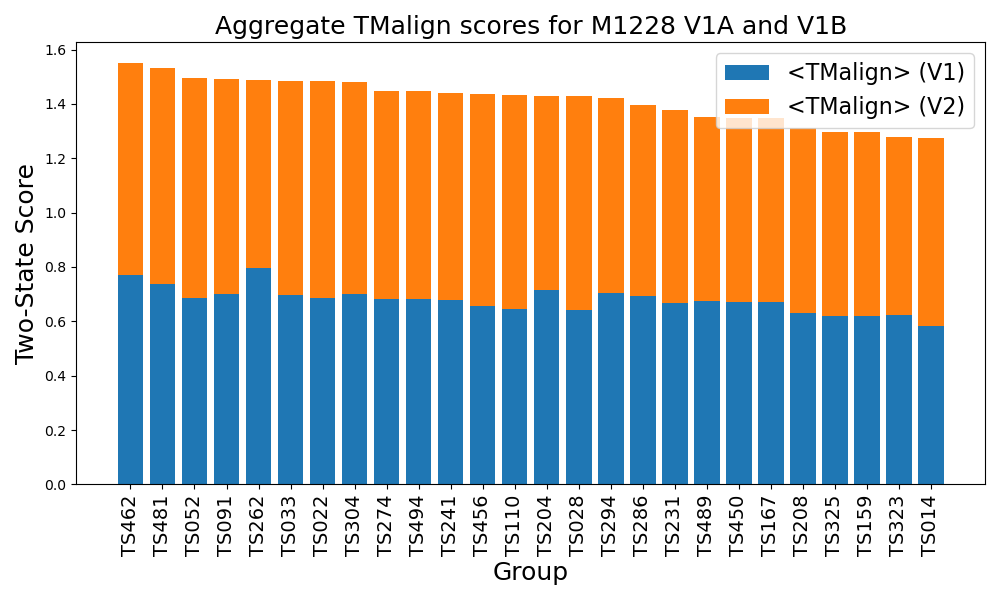 Aggregate TMalign scores for M1228 V1A and V1B
<TMalign> (V1)
<TMalign> (V2)
Two-State Score
1.6
1.4
1.2
1.0
0.8
0.6
0.4
0.2
0.0
TS462
TS481
TS052
TS091
TS262
TS033
TS022
TS304
TS274
TS494
TS241
TS456
TS110
TS204
TS028
TS294
TS286
TS231
TS489
TS450
TS167
TS208
TS325
TS159
TS323
TS014
Group